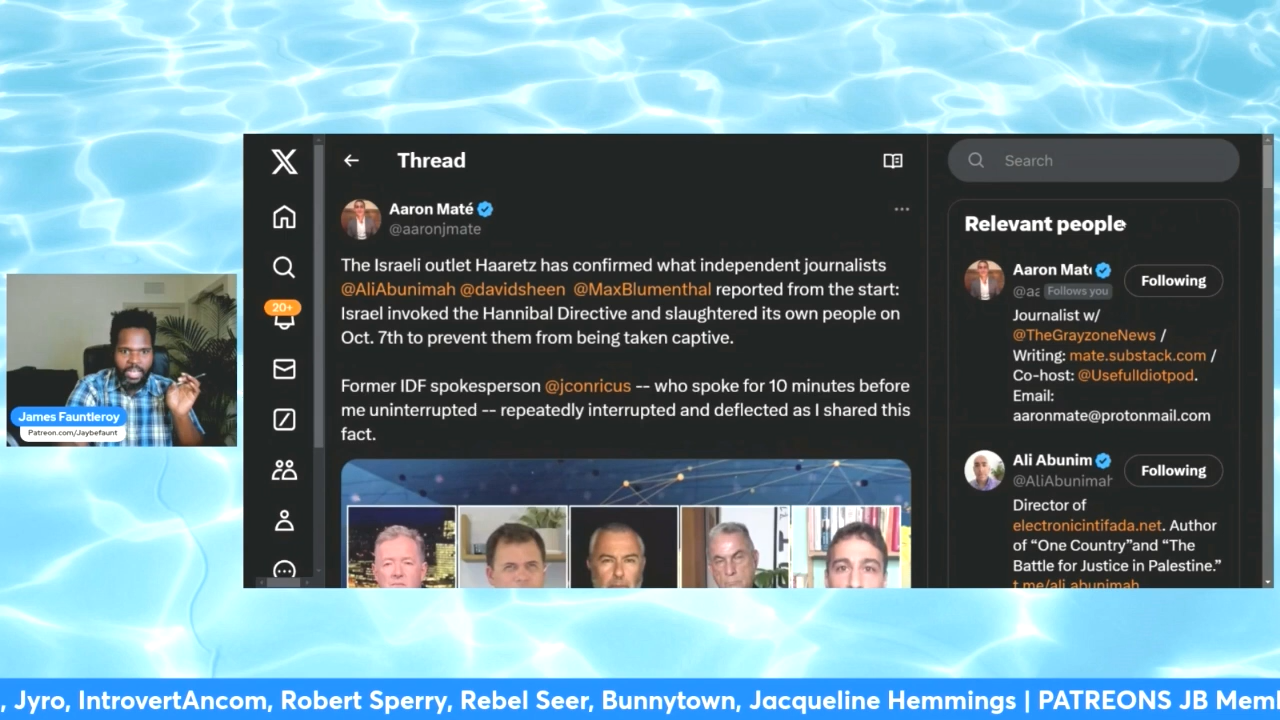 Thread
Search
Aaron Maté
@aaronjmate
The Israeli outlet Haaretz has confirmed what independent journalists
@AliAbunimah @davidsheen @MaxBlumenthal reported from the start:
Israel invoked the Hannibal Directive and slaughtered its own people on
Oct. 7th to prevent them from being taken captive.
Former IDF spokesperson @jconricus -- who spoke for 10 minutes before
me uninterrupted -- repeatedly interrupted and deflected as I shared this
fact.
20+
Relevant people
Aaron Maté
@aa Follows you
Following
Journalist w/
@TheGrayzoneNews /
Writing: mate.substack.com /
Co-host: @UsefulIdiotpod.
Email:
aaronmate@protonmail.com
Ali Abunim
@AliAbunimah
Following
Director of
electronicintifada.net. Author
of “One Country”and “The
Battle for Justice in Palestine.”
t.me/ali_abunimah
James Fauntleroy
Patreon.com/Jaybefaunt
, Jyro, IntrovertAncom, Robert Sperry, Rebel Seer, Bunnytown, Jacqueline Hemmings | PATREONS JB Mem